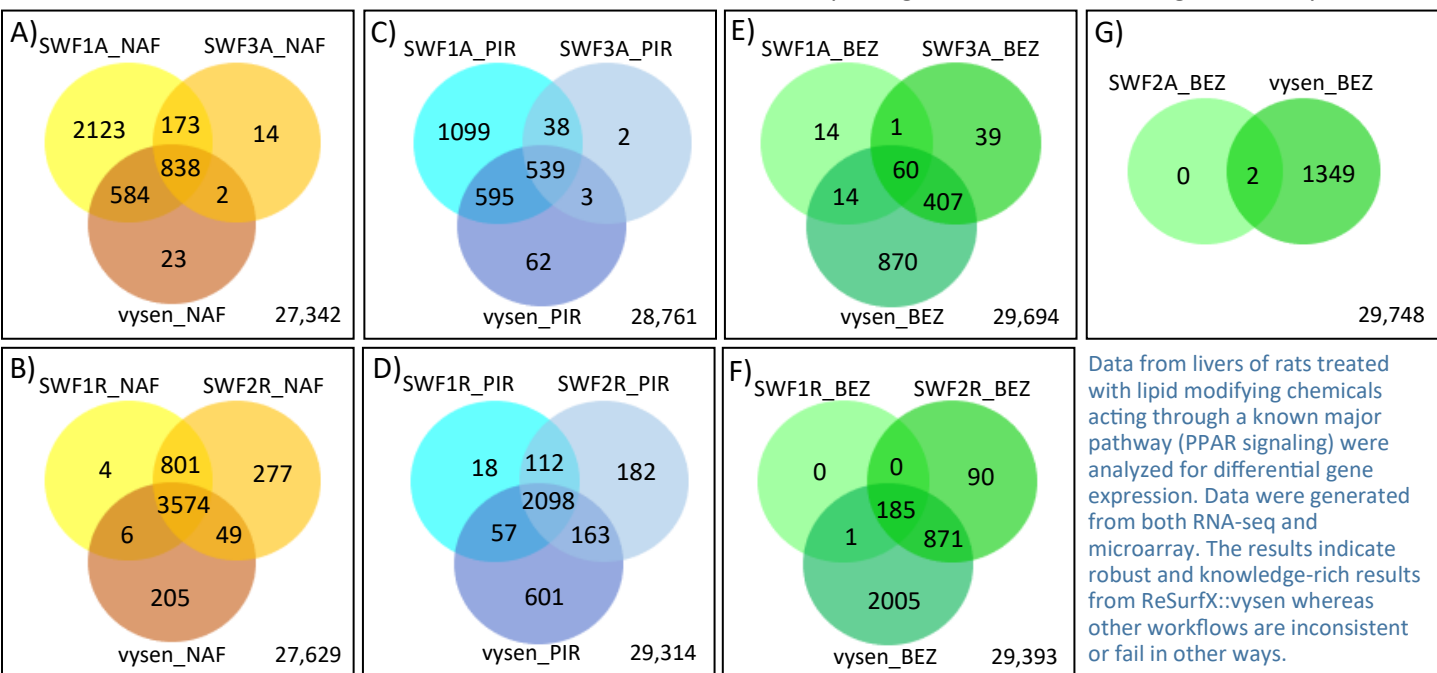 A)
SWF1A_NAF SWF3A_NAF
2123 173 14
838
584 2
23
vysen_NAF 27,342
C)
SWF1A_PIR SWF3A_PIR
1099 38 2
539
595 3
62
vysen_PIR 28,761
E)
SWF1A_BEZ SWF3A_BEZ
14 1 39
60
14 407
870
vysen_BEZ 29,694
G)
SWF2A_BEZ vysen_BEZ
0 2 1349
29,748
B)
SWF1R_NAF SWF2R_NAF
4 801 277
3574
6 49
205
vysen_NAF 27,629
D)
SWF1R_PIR SWF2R_PIR
18 112 182
2098
57 163
601
vysen_PIR 29,314
F)
SWF1R_BEZ SWF2R_BEZ
0 0 90
185
1 871
2005
vysen_BEZ 29,393
Data from livers of rats treated
with lipid modifying chemicals
acting through a known major
pathway (PPAR signaling) were
analyzed for differential gene
expression. Data were generated
from both RNA-seq and
microarray. The results indicate
robust and knowledge-rich results
from ReSurfX::vysen whereas
other workflows are inconsistent
or fail in other ways.